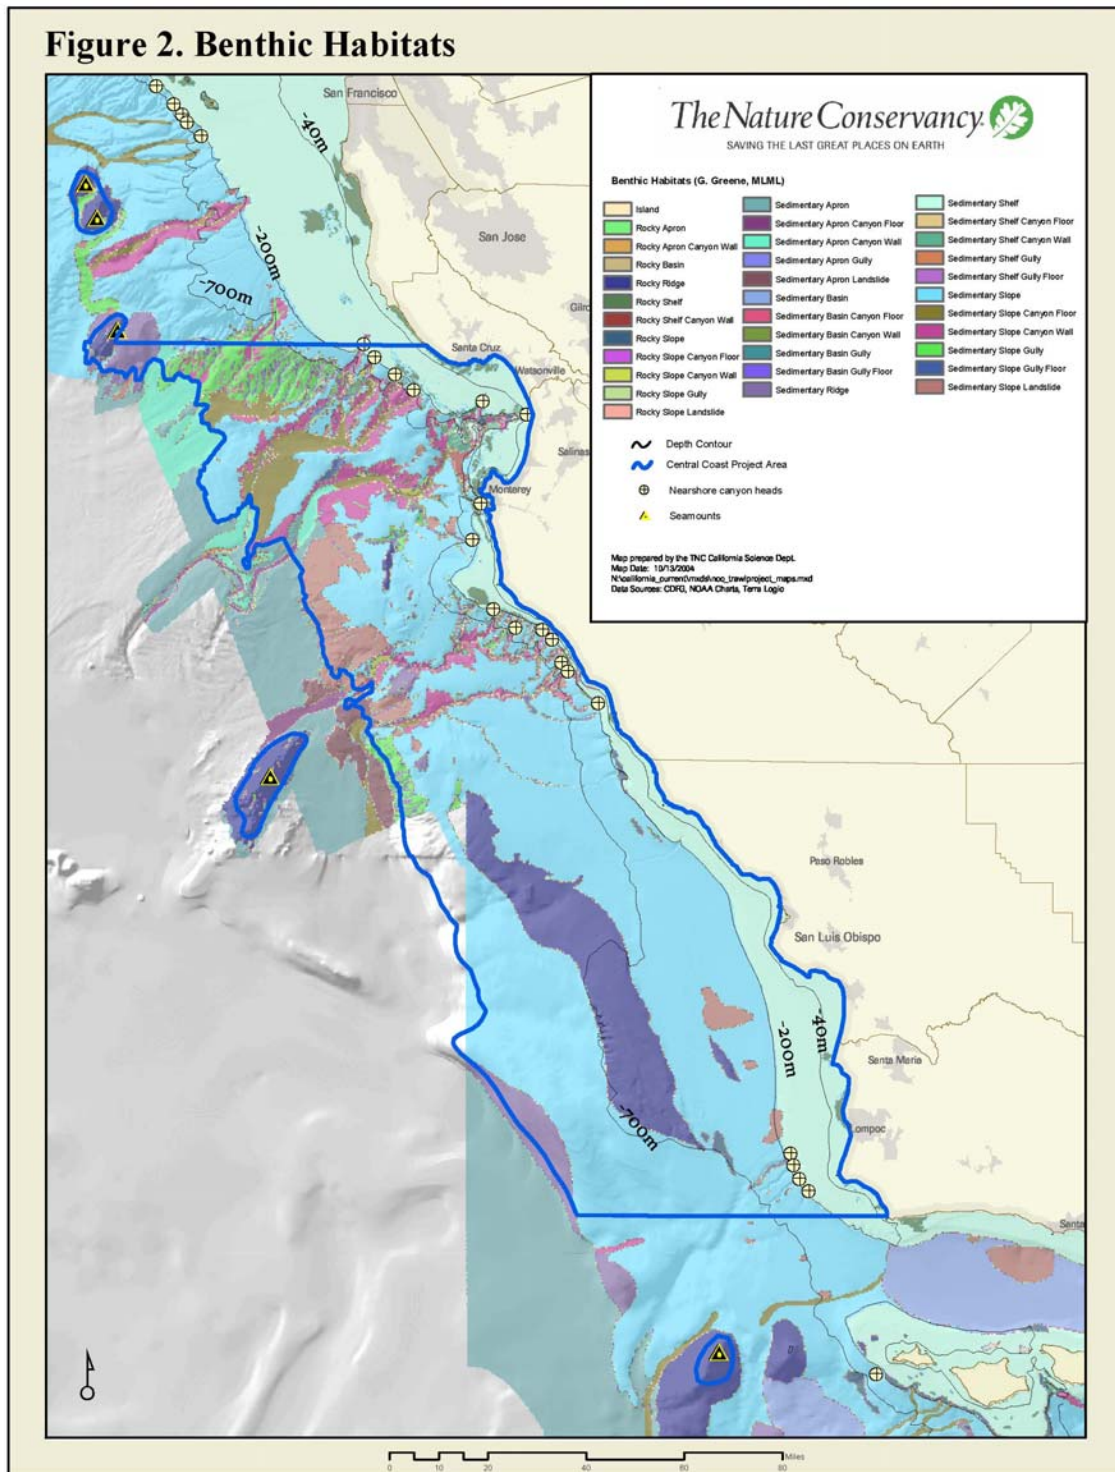 Figure 2. Benthic Habitats
The Nature Conservancy.
SAVING THE LAST GREAT PLACES ON EARTH
Benthic Habitats (G. Greene, MLML)
Island
Rocky Apron
Rocky Apron Canyon Wall
Rocky Basin
Rocky Ridge
Rocky Shelf
Rocky Shelf Canyon Wall
Rocky Slope
Rocky Slope Canyon Floor
Rocky Slope Canyon Wall
Rocky Slope Gully
Rocky Slope Landslide
Sedimentary Apron
Sedimentary Apron Canyon Floor
Sedimentary Apron Canyon Wall
Sedimentary Apron Gully
Sedimentary Apron Landslide
Sedimentary Basin
Sedimentary Basin Canyon Floor
Sedimentary Basin Canyon Wall
Sedimentary Basin Gully
Sedimentary Basin Gully Floor
Sedimentary Ridge
Sedimentary Shelf
Sedimentary Shelf Canyon Floor
Sedimentary Shelf Canyon Wall
Sedimentary Shelf Gully
Sedimentary Shelf Gully Floor
Sedimentary Slope
Sedimentary Slope Canyon Floor
Sedimentary Slope Canyon Wall
Sedimentary Slope Gully
Sedimentary Slope Gully Floor
Sedimentary Slope Landslide
Depth Contour
Central Coast Project Area
Nearshore canyon heads
Seamounts
Map prepared by the TNC California Science Dept.
Map Date: 10/13/2004
Data Sources: CDFG, NOAA Charts, Terra Logic
San Francisco
-40m
San Jose
-200m
-700m
Gilro
Santa Cruz
Watsonville
Salinas
Monterey
Paso Robles
San Luis Obispo
-40m
-200m
Santa Maria
-700m
ompoc
Santa
0 10 20 40 60 80
Miles